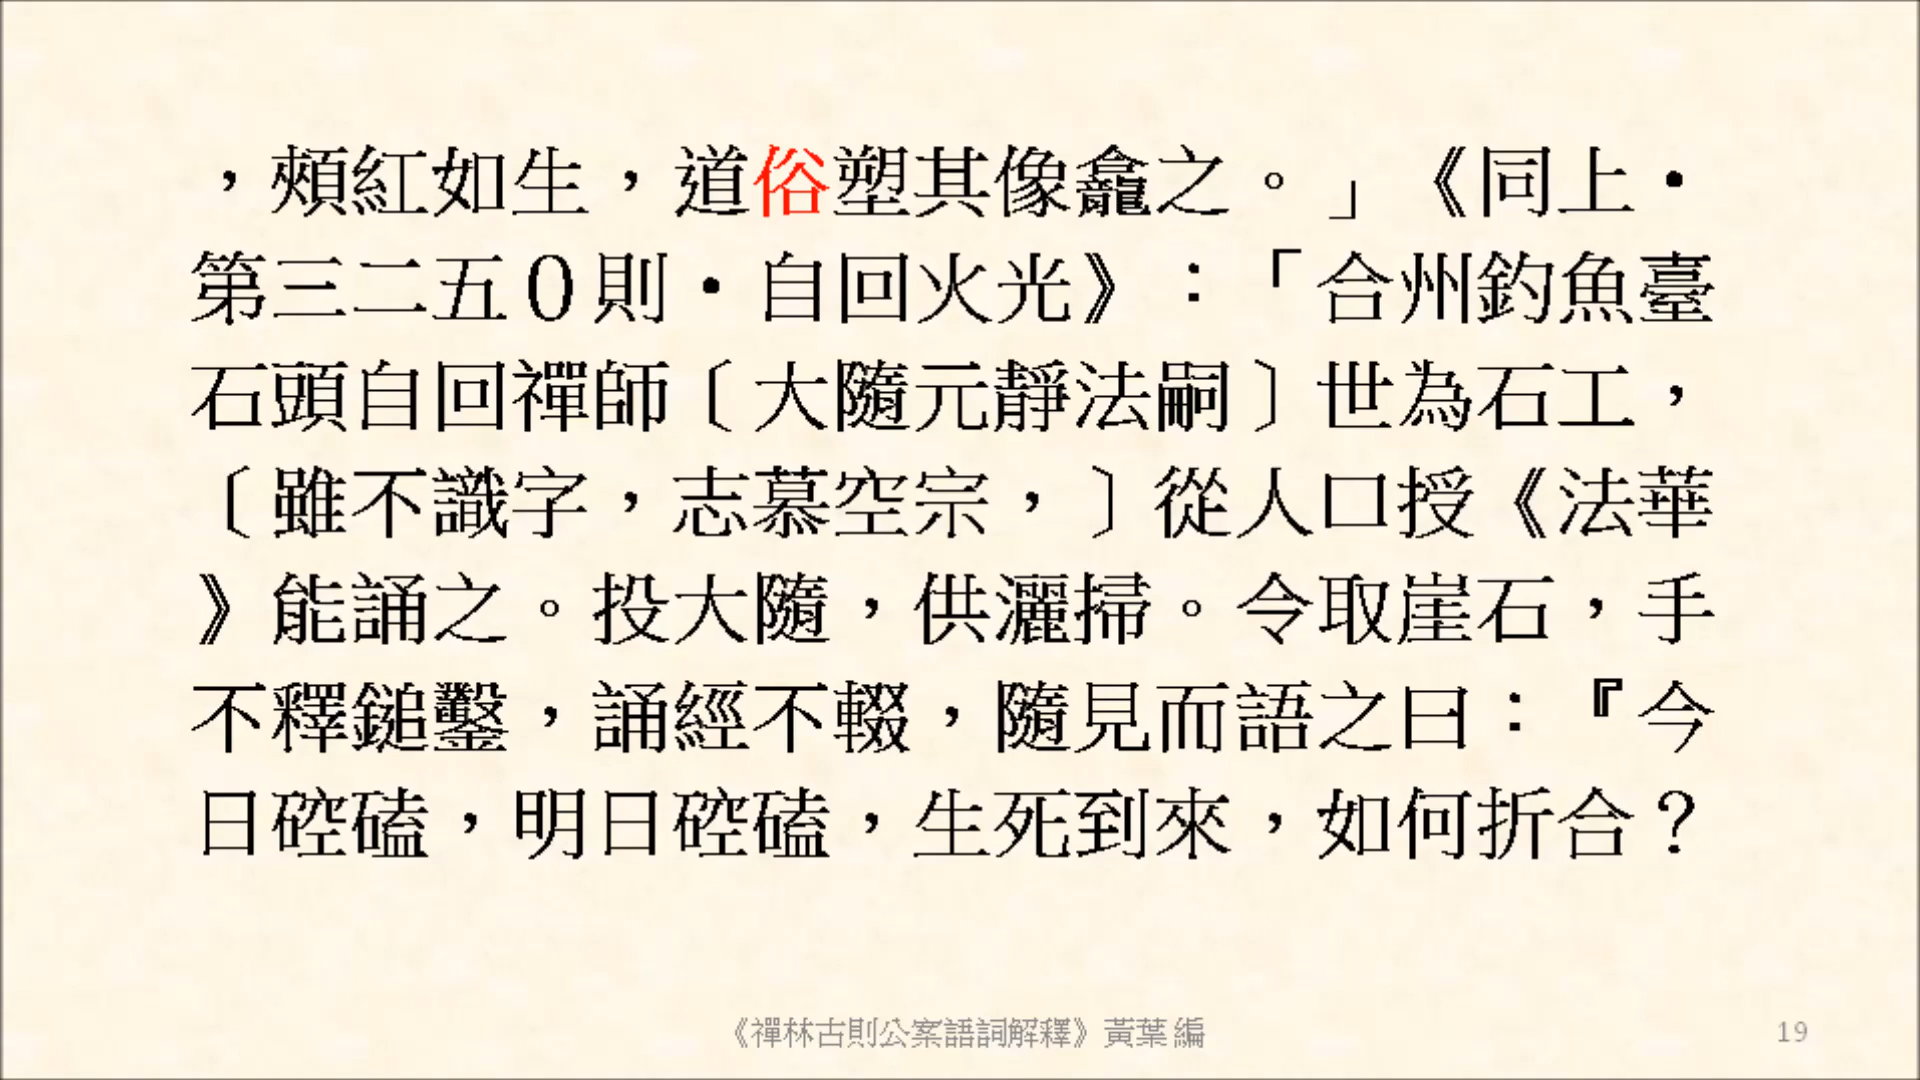 ，頰紅如生，道俗塑其像龕之。」《同上・
第三二五０則・自回火光》：「合州釣魚臺
石頭自回禪師〔大隨元靜法嗣〕世為石工，
〔雖不識字，志慕空宗，〕從人口授《法華
》能誦之。投大隨，供灑掃。令取崖石，手
不釋鎚鑿，誦經不輟，隨見而語之曰：『今
日硿磕，明日硿磕，生死到來，如何折合？
《禪林古則公案語詞解釋》黃葉 編
19